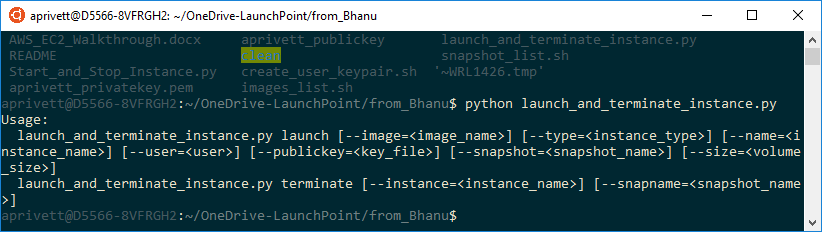 aprivett@D5566-8VFRGH2: ~/OneDrive-LaunchPoint/from_Bhanu
AWS_EC2_Walkthrough.docx aprivett_publickey launch_and_terminate_instance.py
README clean snapshot_list.sh
Start_and_Stop_Instance.py create_user_keypair.sh '~WRL1426.tmp'
aprivett_privatekey.pem images_list.sh
aprivett@D5566-8VFRGH2:~/OneDrive-LaunchPoint/from_Bhanu$ python launch_and_terminate_instance.py
Usage:
launch_and_terminate_instance.py launch [--image=<image_name>] [--type=<instance_type>] [--name=<i
nstance_name>] [--user=<user>] [--publickey=<key_file>] [--snapshot=<snapshot_name>] [--size=<volume
_size>]
launch_and_terminate_instance.py terminate [--instance=<instance_name>] [--snapname=<snapshot_name
>]
aprivett@D5566-8VFRGH2:~/OneDrive-LaunchPoint/from_Bhanu$